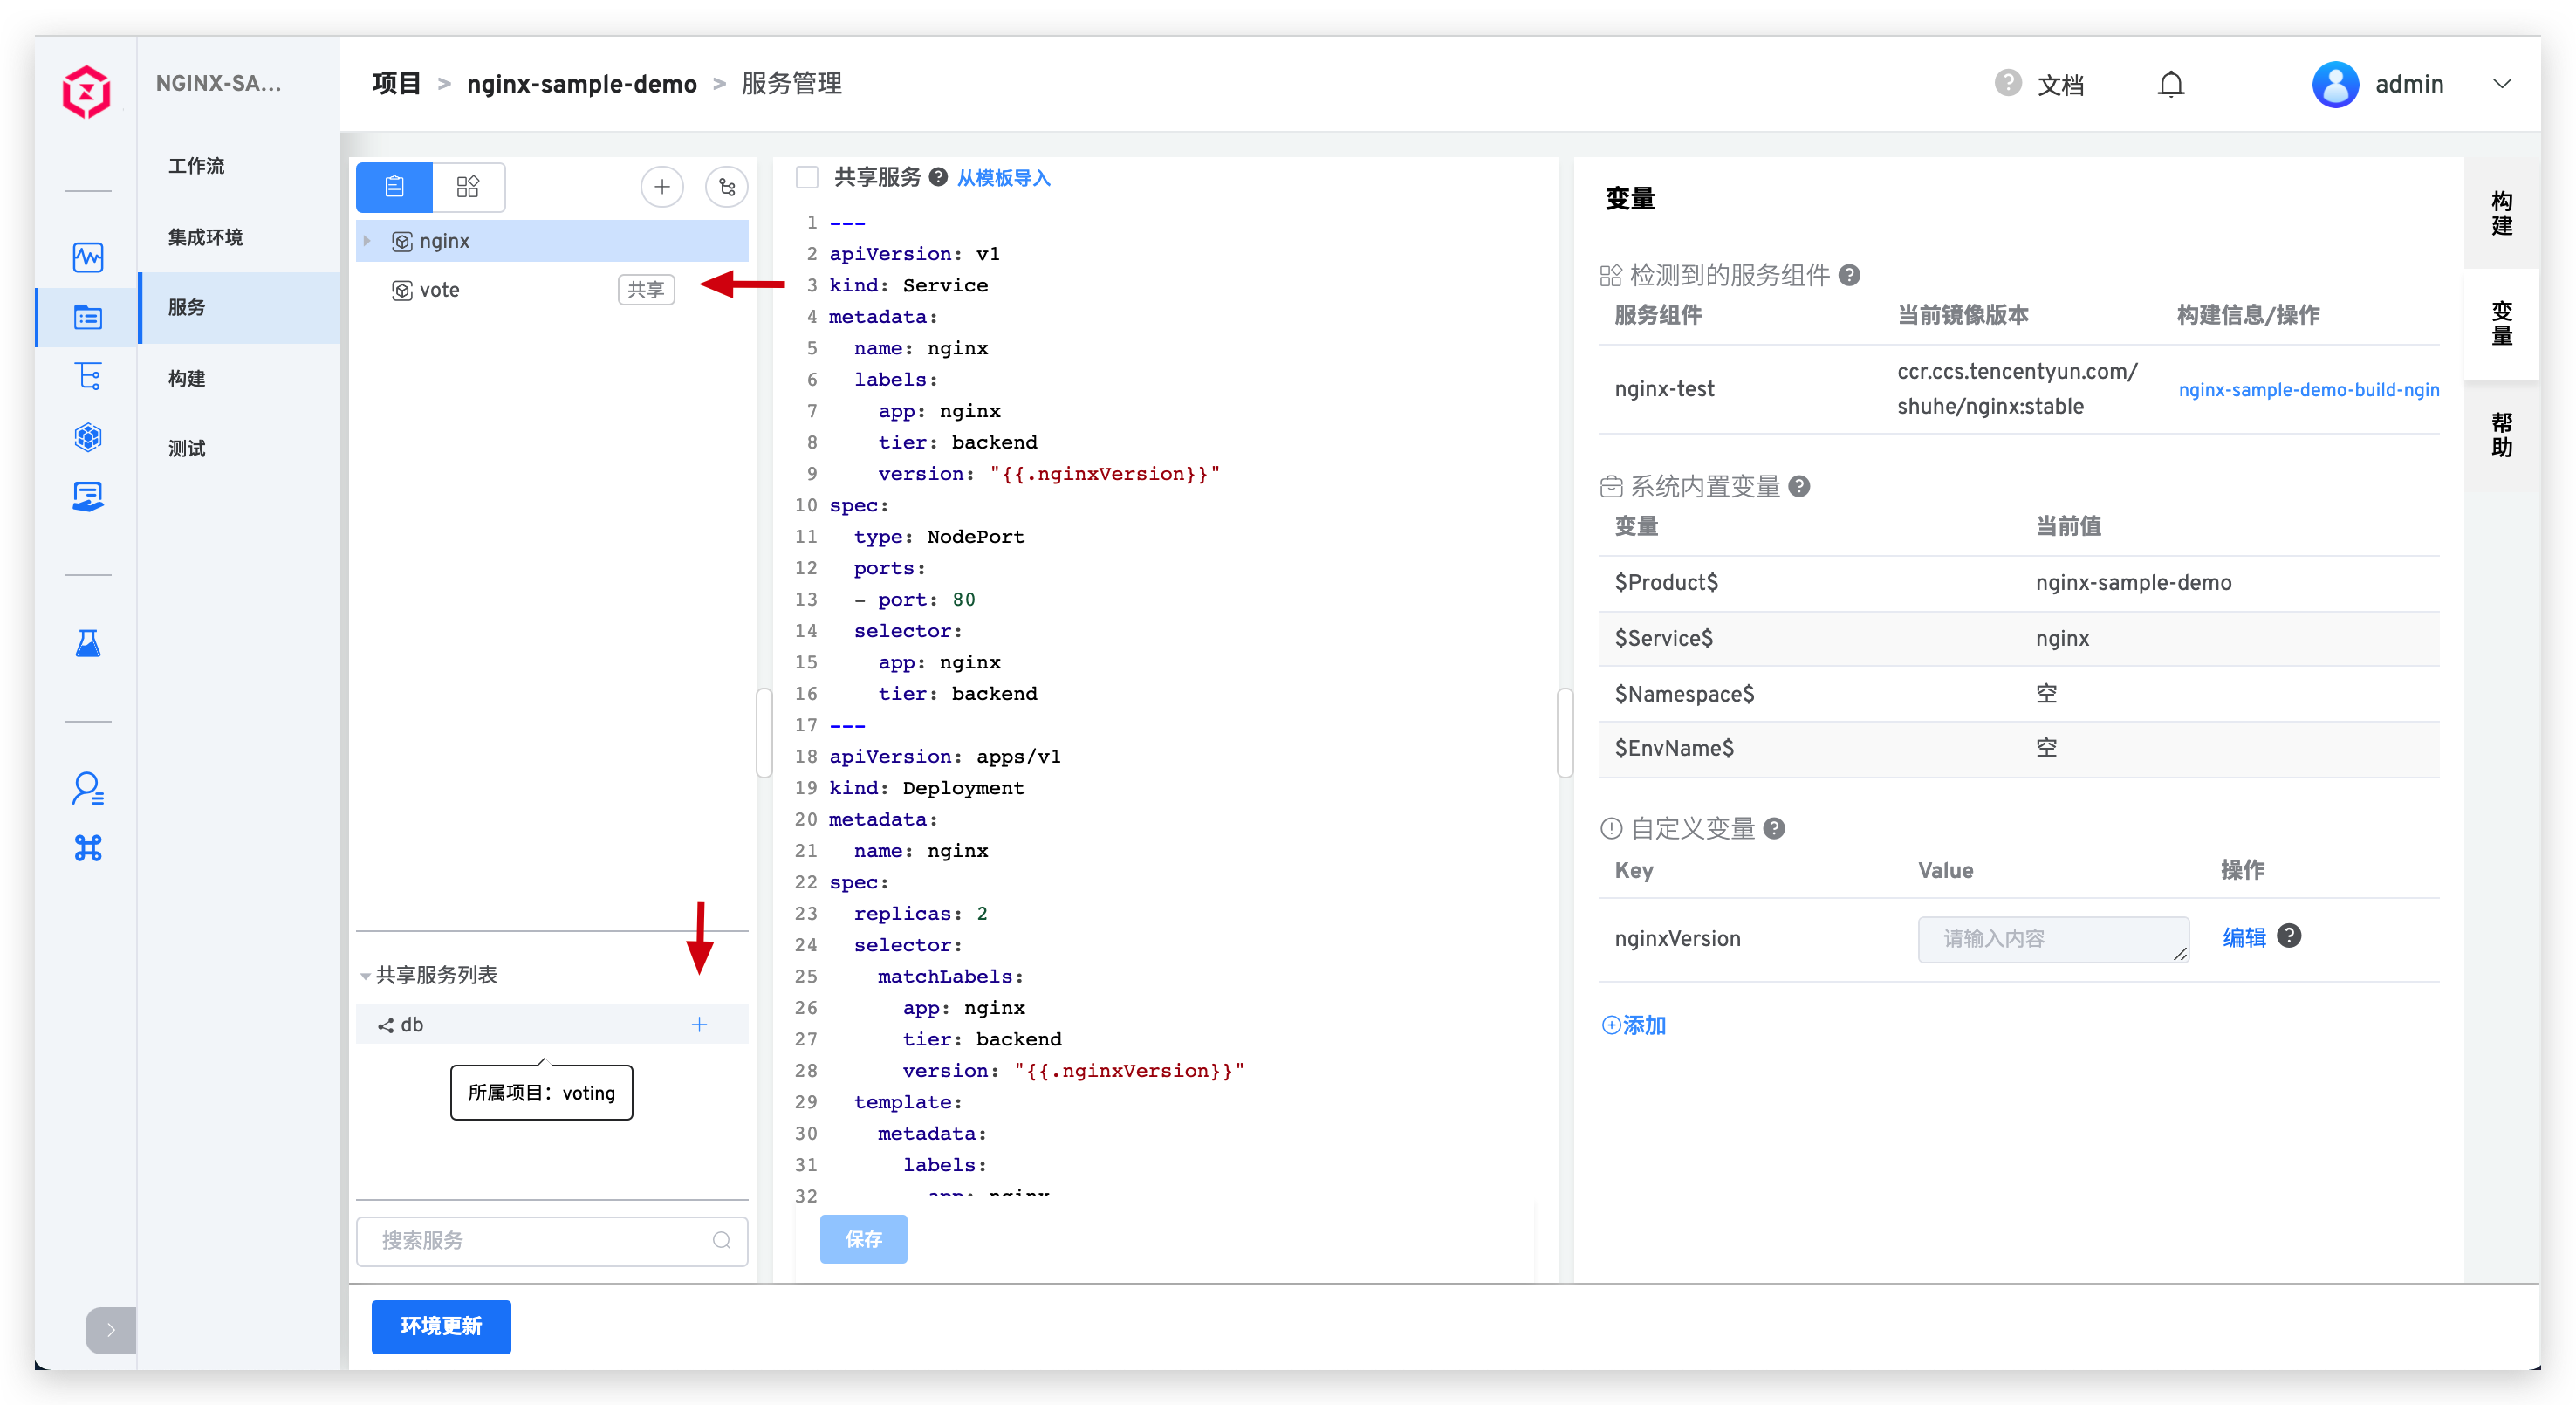 NGINX-SA...
项目 > nginx-sample-demo > 服务管理
文档
admin
工作流
集成环境
服务
构建
测试
nginx
vote
共享
共享服务列表
db
所属项目：voting
搜索服务
环境更新
共享服务 从模板导入
1 ---
2 apiVersion: v1
3 kind: Service
4 metadata:
5   name: nginx
6   labels:
7     app: nginx
8     tier: backend
9     version: "{{.nginxVersion}}"
10 spec:
11   type: NodePort
12   ports:
13   - port: 80
14   selector:
15     app: nginx
16     tier: backend
17 ---
18 apiVersion: apps/v1
19 kind: Deployment
20 metadata:
21   name: nginx
22 spec:
23   replicas: 2
24   selector:
25     matchLabels:
26       app: nginx
27       tier: backend
28       version: "{{.nginxVersion}}"
29   template:
30     metadata:
31       labels:
32         app: nginx
保存
变量
检测到的服务组件
服务组件 当前镜像版本 构建信息/操作
nginx-test ccr.ccs.tencentyun.com/ nginx-sample-demo-build-ngin
shuhe/nginx:stable
系统内置变量
变量 当前值
$Product$ nginx-sample-demo
$Service$ nginx
$Namespace$ 空
$EnvName$ 空
自定义变量
Key Value 操作
nginxVersion 请输入内容 编辑
添加
构建
变量
帮助